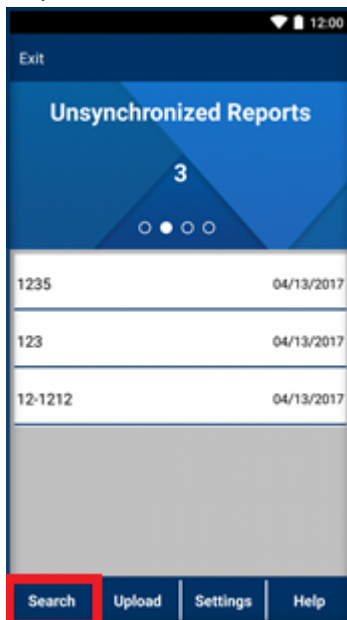 12:00
Exit
Unsynchronized Reports
3
1235 04/13/2017
123 04/13/2017
12-1212 04/13/2017
Search Upload Settings Help